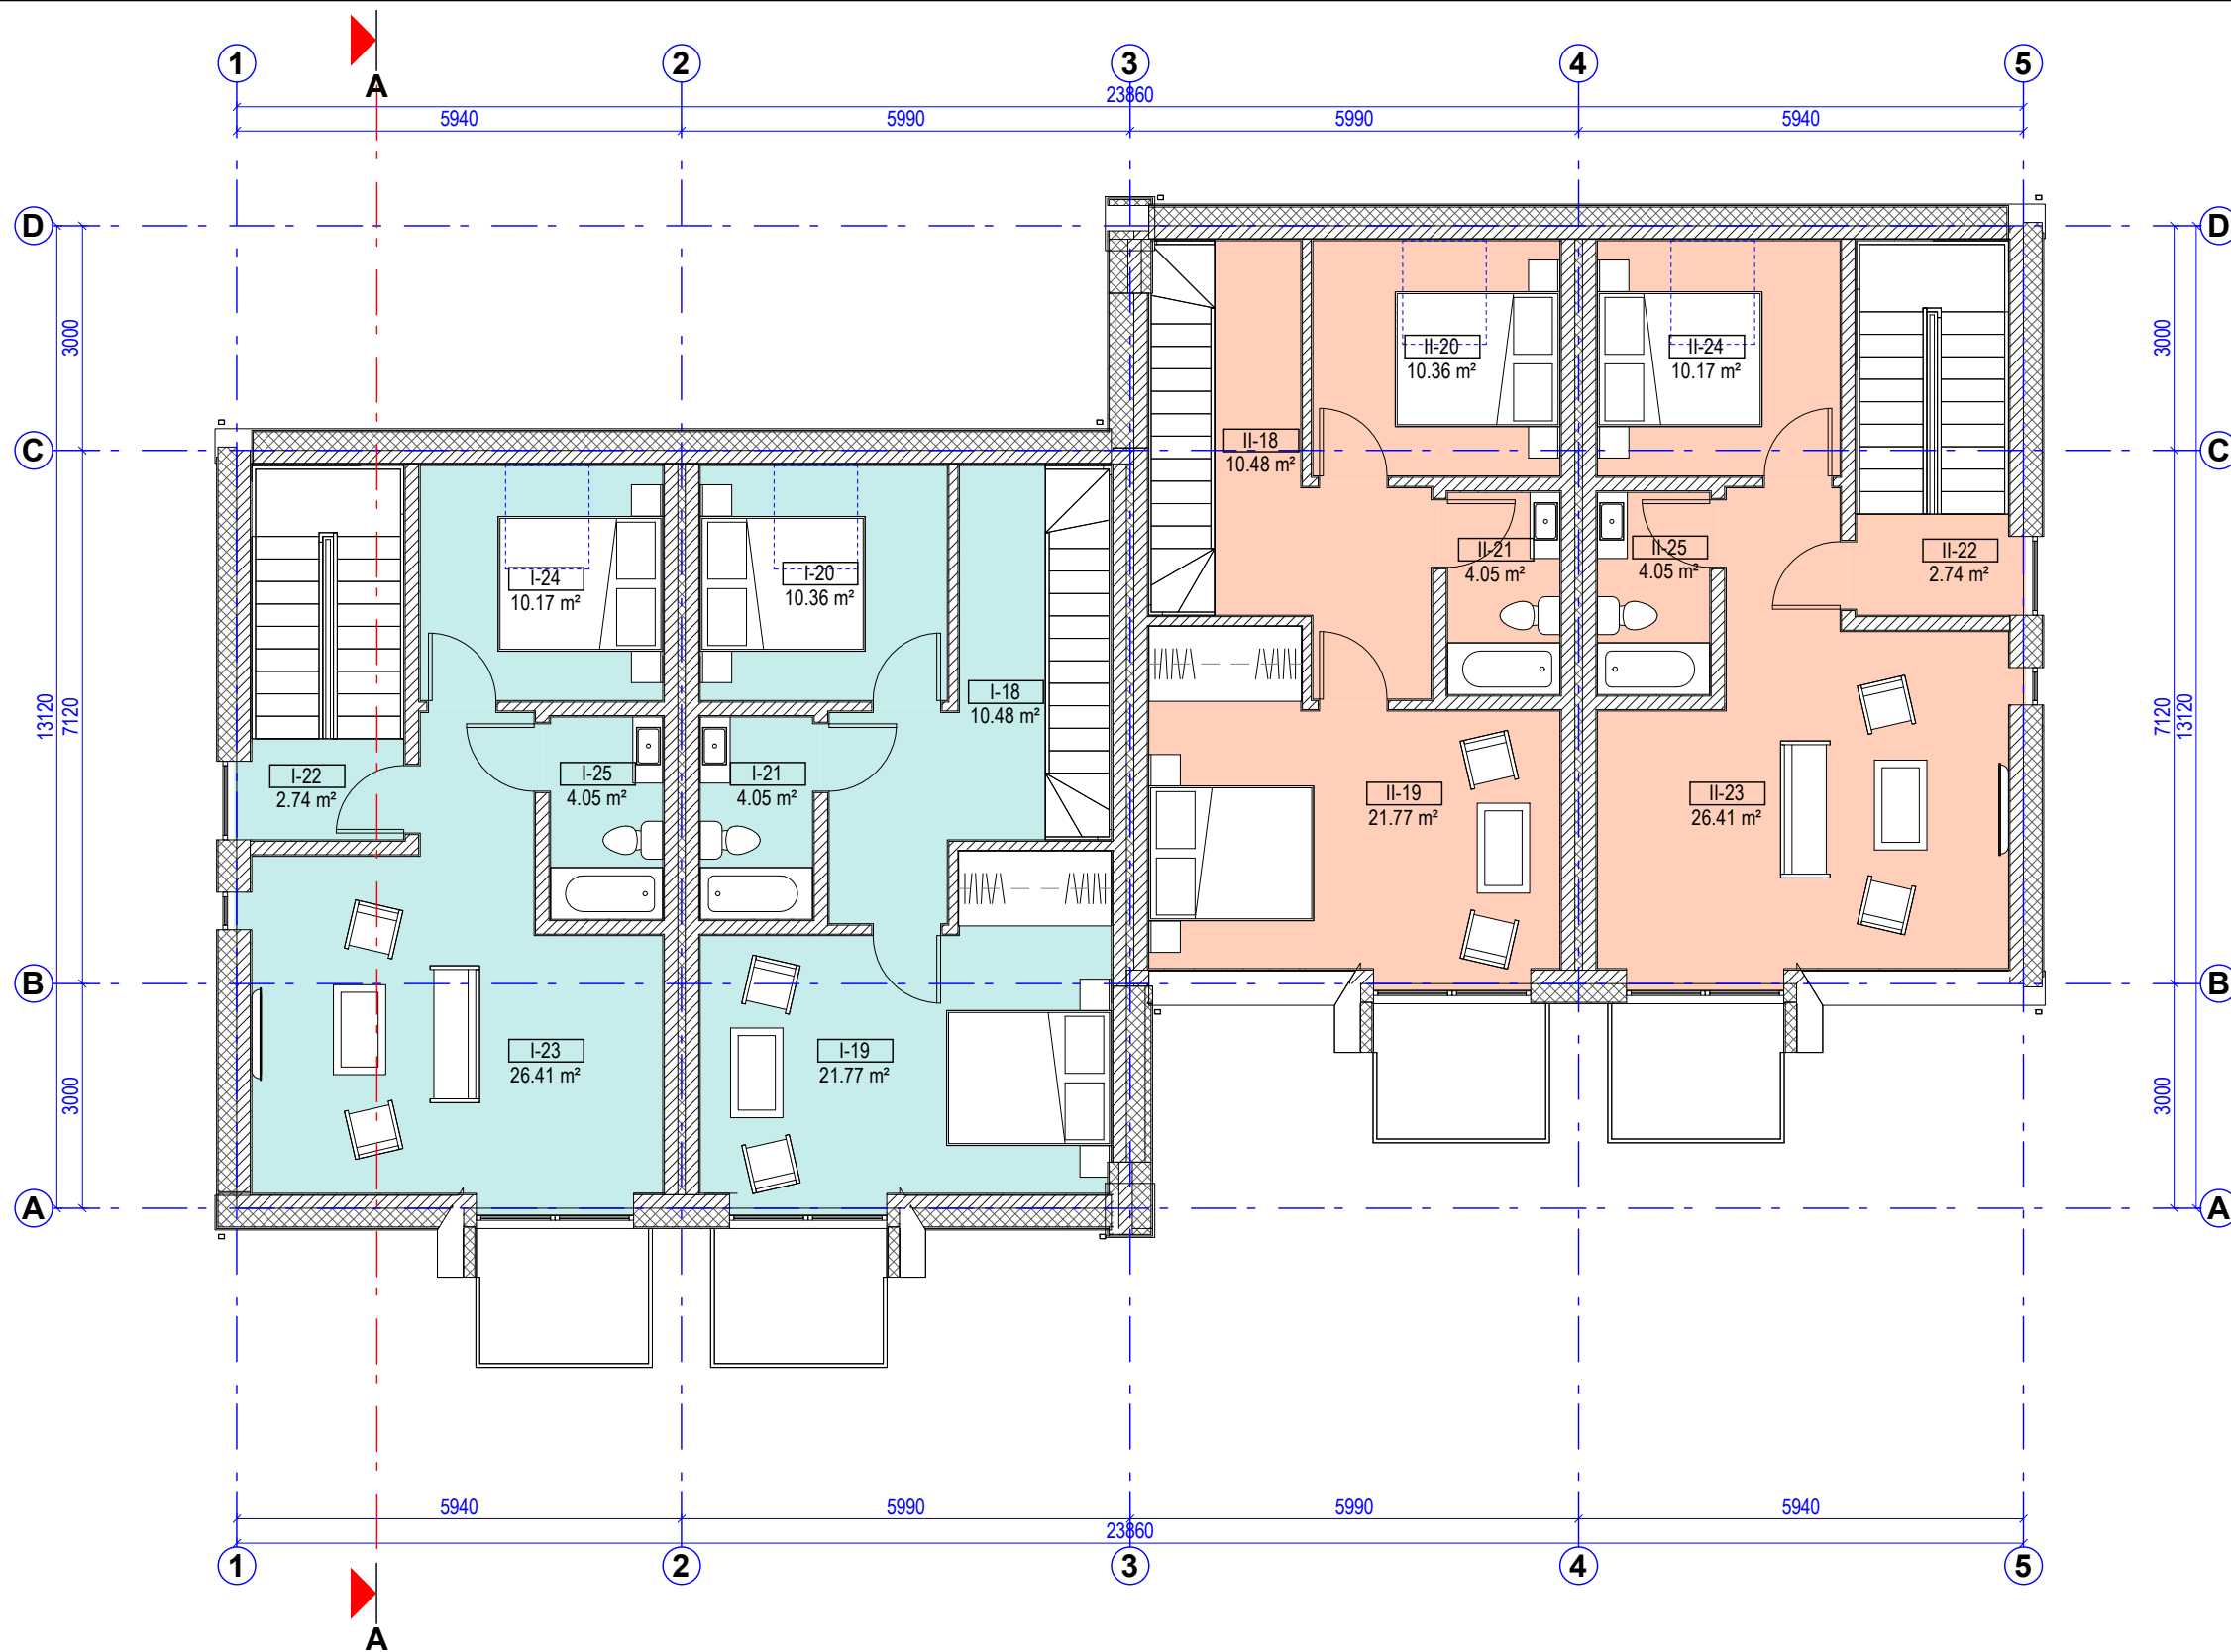 1 2 3 4 5
A
23860
5940 5990 5990 5940
D D
3000 3000
II-20
10.36 m²
II-24
10.17 m²
II-18
10.48 m²
C C
II-21
4.05 m²
II-25
4.05 m²
II-22
2.74 m²
I-24
10.17 m²
I-20
10.36 m²
I-18
10.48 m²
13120 7120 7120 13120
I-22
2.74 m²
I-25
4.05 m²
I-21
4.05 m²
II-19
21.77 m²
II-23
26.41 m²
B B
I-23
26.41 m²
I-19
21.77 m²
3000 3000
A A
5940 5990 5990 5940
23860
1 2 3 4 5
A